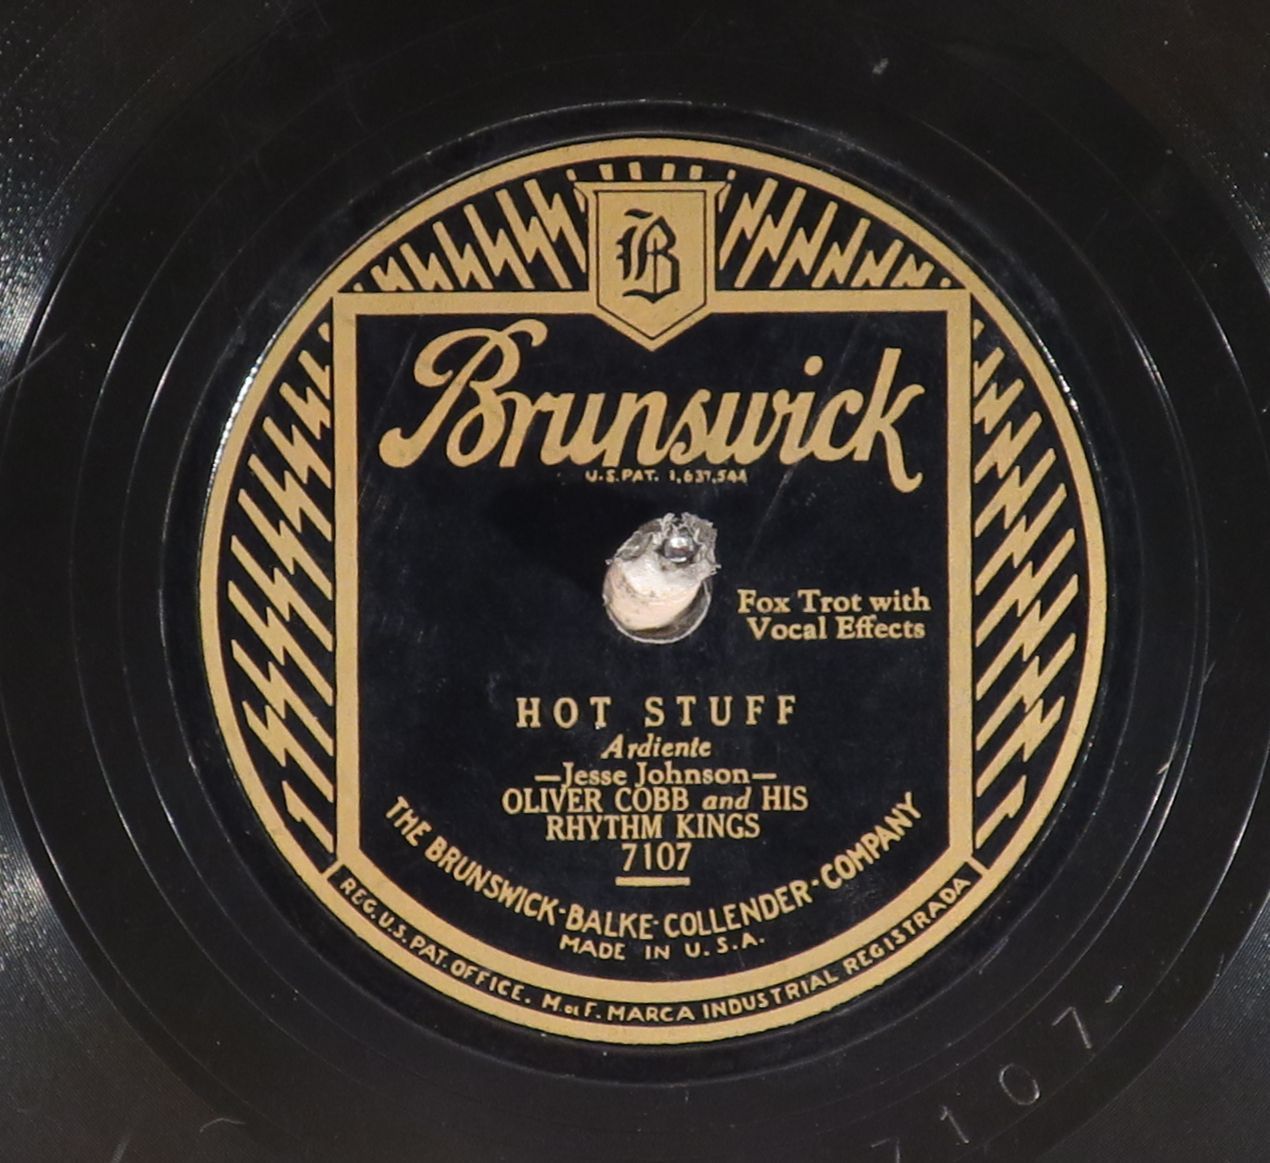 B
Brunswick
U.S. PAT. 1,637,544
Fox Trot with
Vocal Effects
HOT STUFF
Ardiente
—Jesse Johnson—
OLIVER COBB and HIS
RHYTHM KINGS
7107
THE BRUNSWICK-BALKE-COLLENDER-COMPANY
MADE IN U.S.A.
REG. U.S. PAT. OFFICE. M. de F. MARCA INDUSTRIAL REGISTRADA
7107-